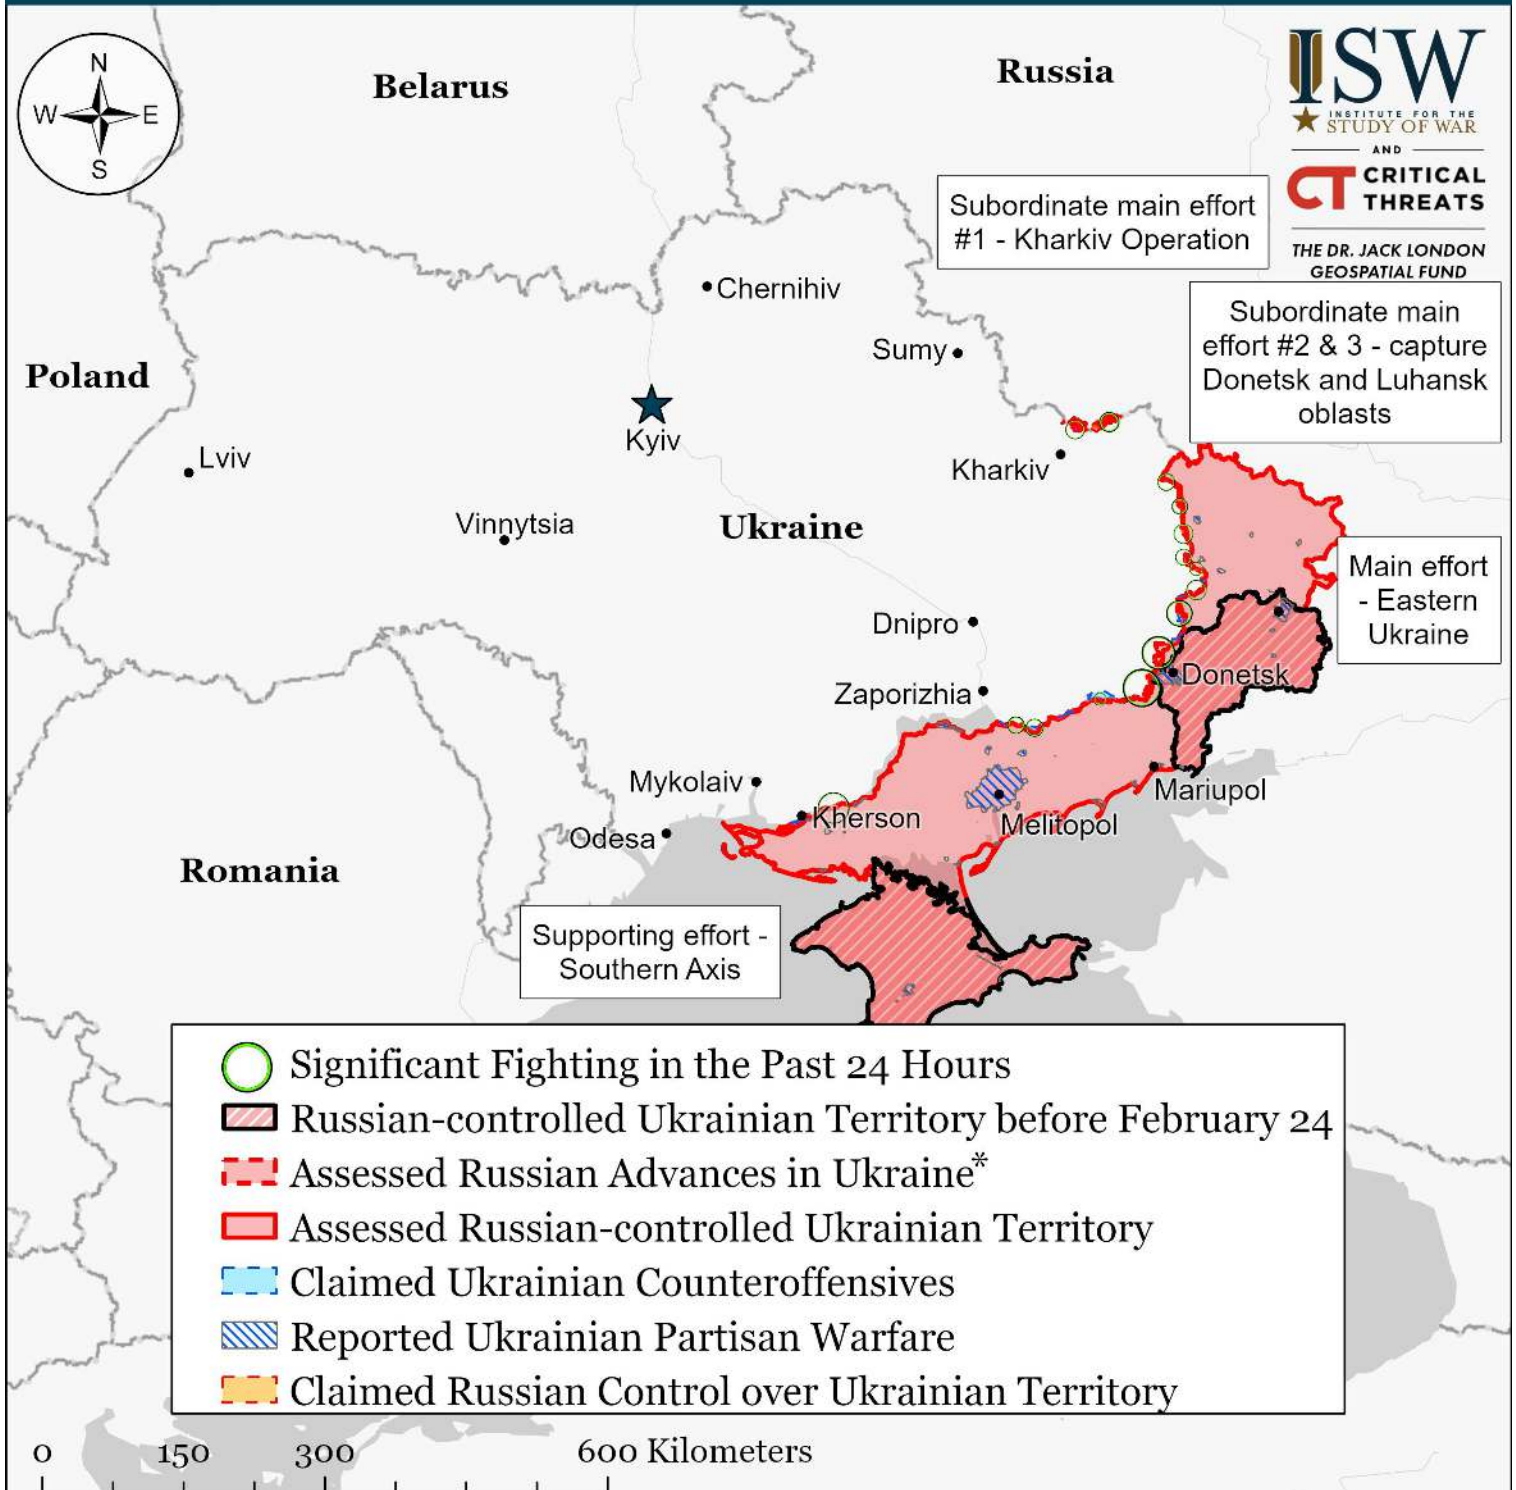 N
W
E
S
Belarus
Russia
ISW
INSTITUTE FOR THE
STUDY OF WAR
AND
CT CRITICAL
THREATS
THE DR. JACK LONDON
GEOSPATIAL FUND
Subordinate main effort
#1 - Kharkiv Operation
Subordinate main
effort #2 & 3 - capture
Donetsk and Luhansk
oblasts
Chernihiv
Sumy
Poland
Kyiv
Lviv
Kharkiv
Vinnytsia
Ukraine
Main effort
- Eastern
Ukraine
Dnipro
Donetsk
Zaporizhia
Mykolaiv
Mariupol
Kherson
Melitopol
Odesa
Romania
Supporting effort -
Southern Axis
Significant Fighting in the Past 24 Hours
Russian-controlled Ukrainian Territory before February 24
Assessed Russian Advances in Ukraine*
Assessed Russian-controlled Ukrainian Territory
Claimed Ukrainian Counteroffensives
Reported Ukrainian Partisan Warfare
Claimed Russian Control over Ukrainian Territory
0 150 300 600 Kilometers